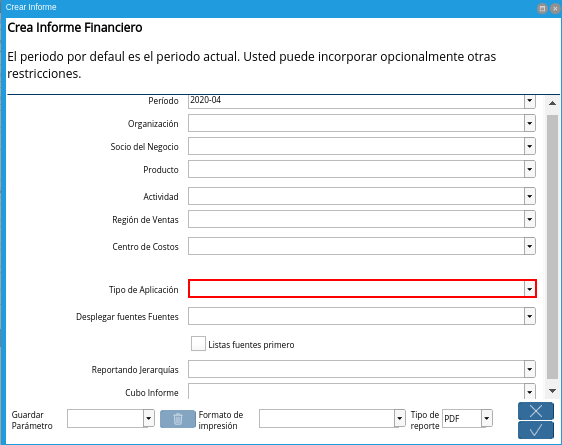 Crear Informe
Crea Informe Financiero
El periodo por defaul es el periodo actual. Usted puede incorporar opcionalmente otras
restricciones.
Período 2020-04
Organización
Socio del Negocio
Producto
Actividad
Región de Ventas
Centro de Costos
Tipo de Aplicación
Desplegar fuentes Fuentes
Listas fuentes primero
Reportando Jerarquías
Cubo Informe
Guardar
Parámetro
Formato de
impresión
Tipo de
reporte
PDF